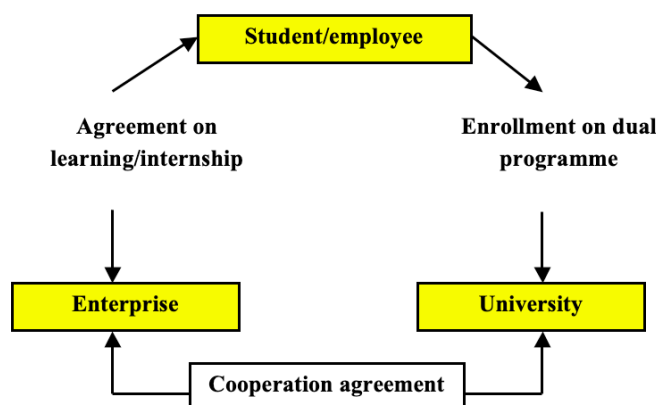 Student/employee
Agreement on
learning/internship
Enrollment on dual
programme
Enterprise
University
Cooperation agreement